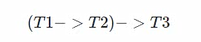 (T1− > T2)− > T3